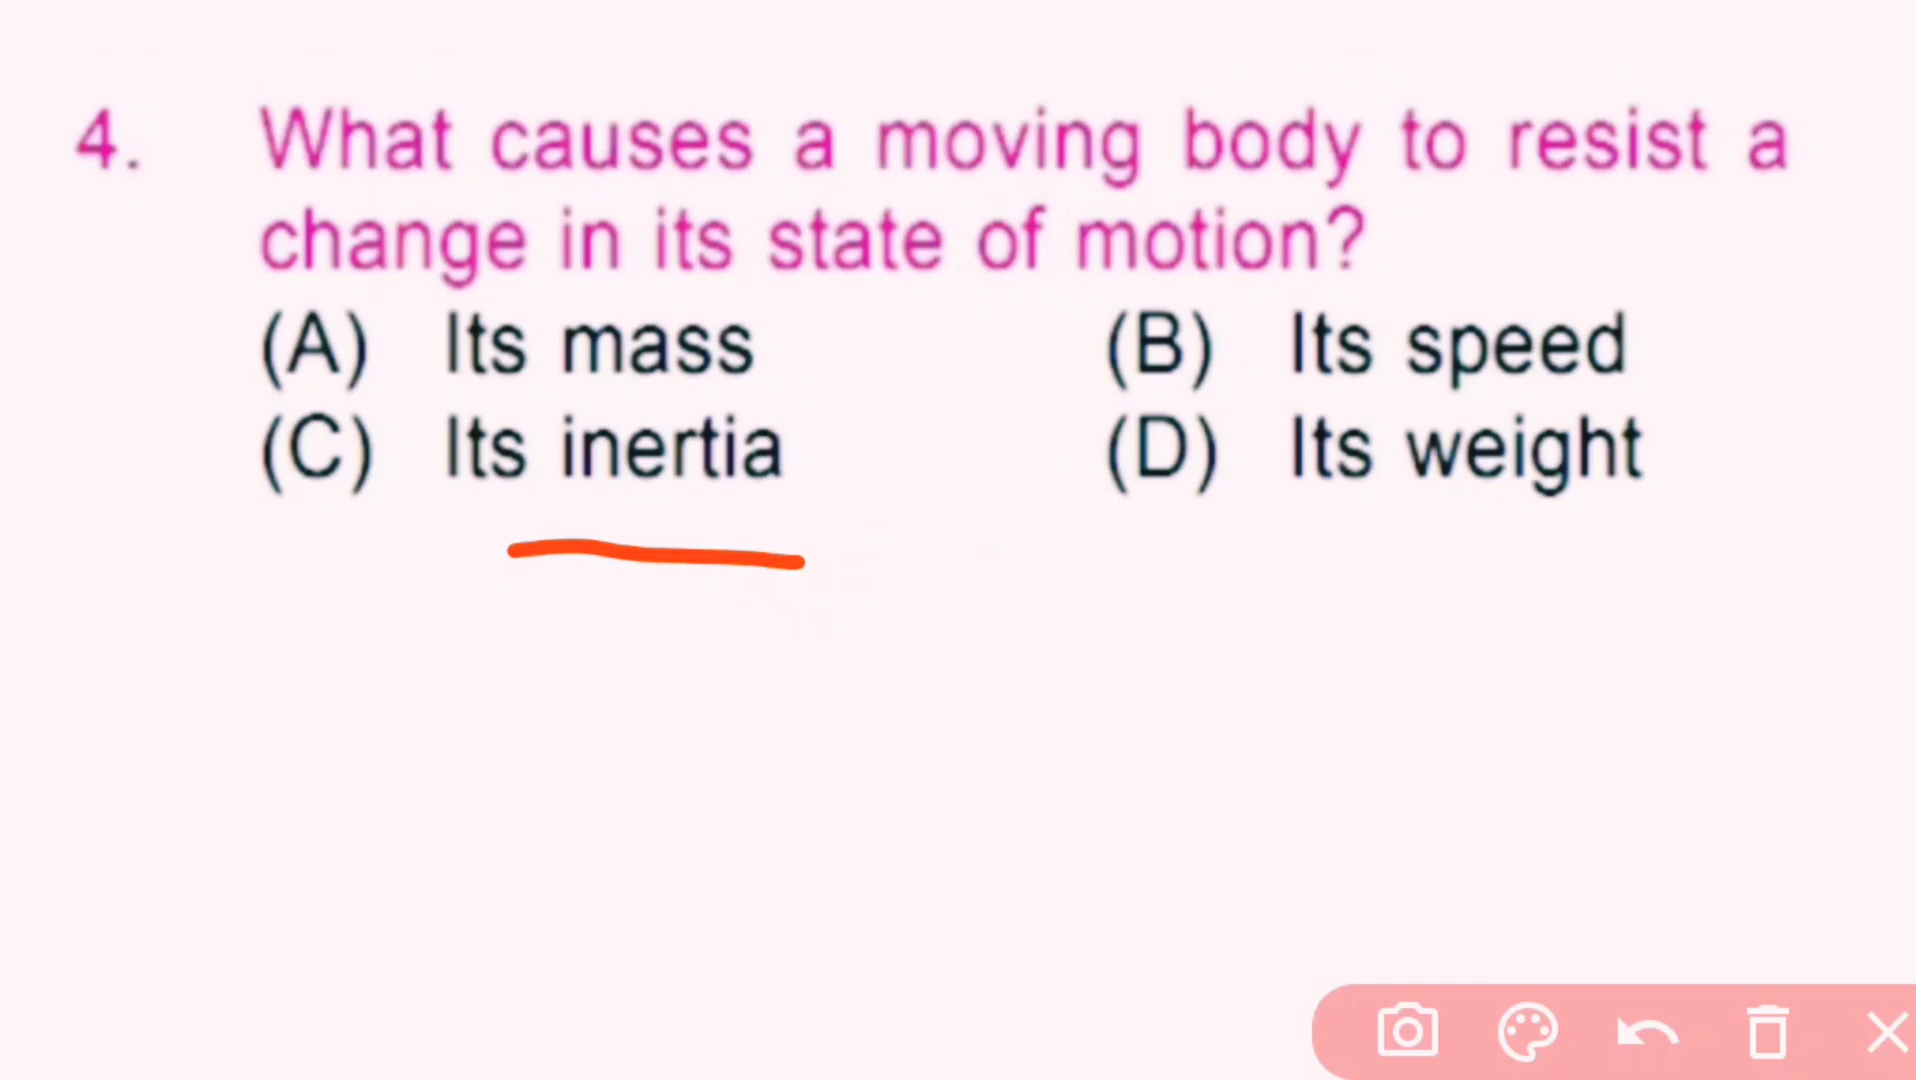 4. What causes a moving body to resist a
change in its state of motion?
(A) Its mass (B) Its speed
(C) Its inertia (D) Its weight